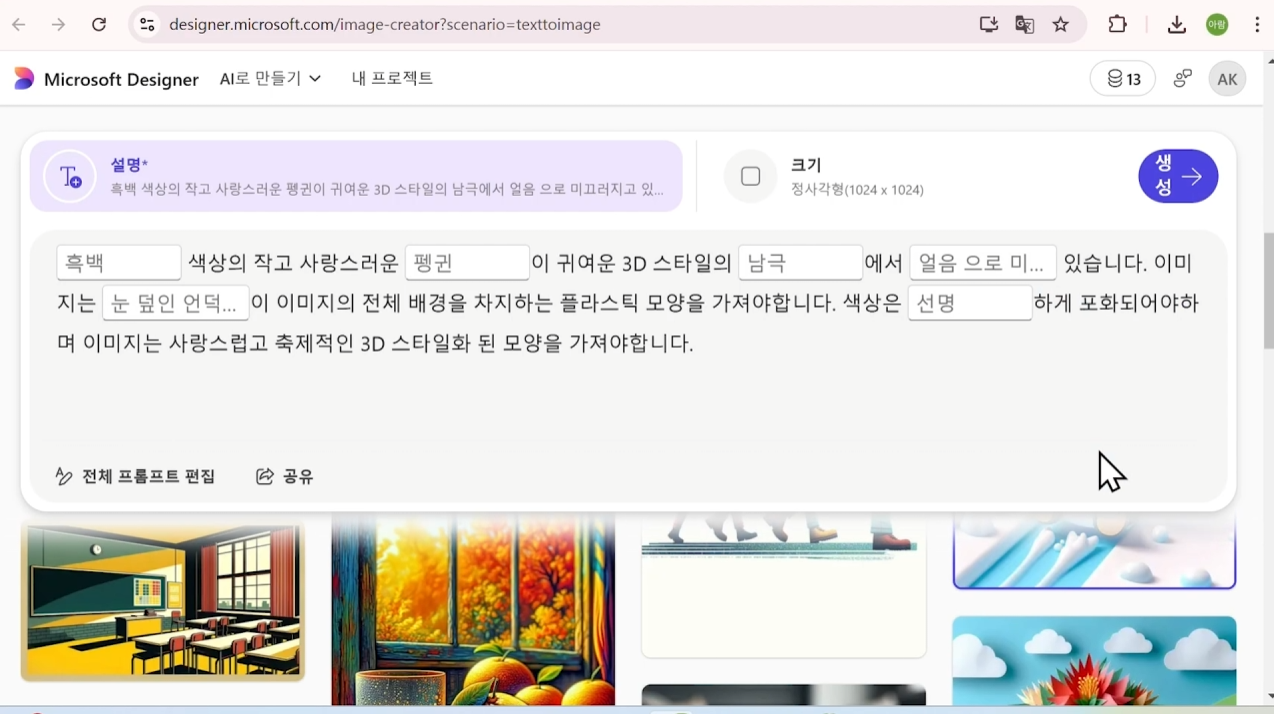 designer.microsoft.com/image-creator?scenario=texttoimage
아람
Microsoft Designer AI로 만들기 내 프로젝트 13 AK
설명*
흑백 색상의 작고 사랑스러운 펭귄이 귀여운 3D 스타일의 남극에서 얼음 으로 미끄러지고 있...
크기
정사각형(1024 x 1024)
생성
흑백 색상의 작고 사랑스러운 펭귄 이 귀여운 3D 스타일의 남극 에서 얼음 으로 미... 있습니다. 이미
지는 눈 덮인 언덕... 이 이미지의 전체 배경을 차지하는 플라스틱 모양을 가져야합니다. 색상은 선명 하게 포화되어야하
며 이미지는 사랑스럽고 축제적인 3D 스타일화 된 모양을 가져야합니다.
전체 프롬프트 편집 공유